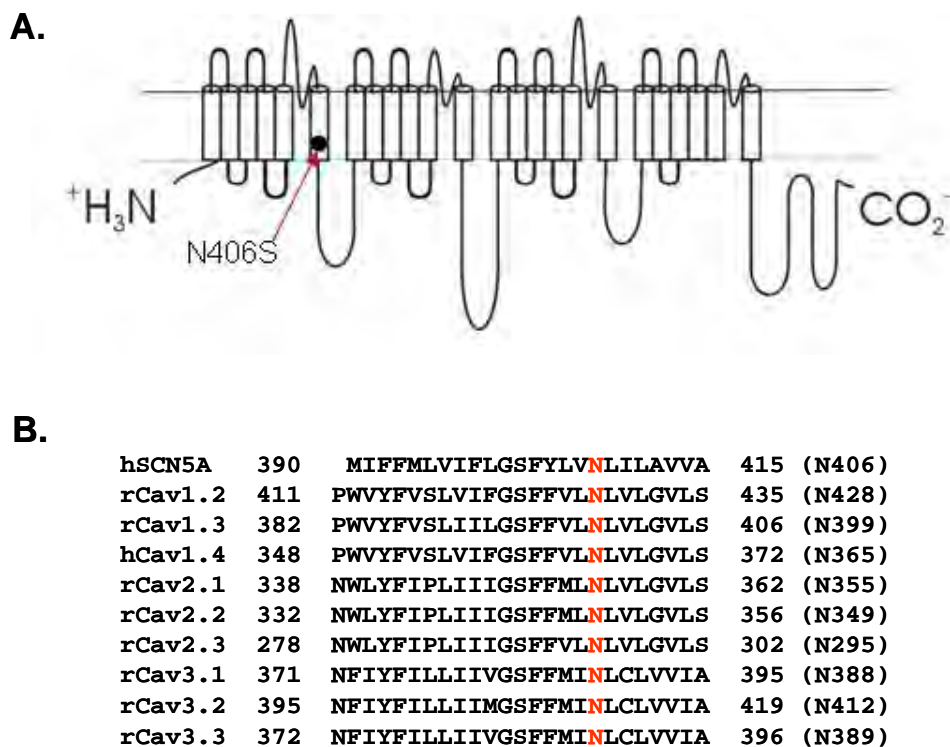 A.
⁺H₃N
N406S
CO₂⁻
B.
hSCN5A 390 MIFFMLVIFLGSFYLVNLILAVVA 415 (N406)
rCav1.2 411 PWVYFVSLVIFGSFFVLNLVLGVLS 435 (N428)
rCav1.3 382 PWVYFVSLIILGSFFVLNLVLGVLS 406 (N399)
hCav1.4 348 PWVYFVSLVIFGSFFVLNLVLGVLS 372 (N365)
rCav2.1 338 NWLYFIPLIIIGSFFMLNLVLGVLS 362 (N355)
rCav2.2 332 NWLYFIPLIIIGSFFMLNLVLGVLS 356 (N349)
rCav2.3 278 NWLYFIPLIIIGSFFVLNLVLGVLS 302 (N295)
rCav3.1 371 NFIYFILLIIVGSFFMINLCLVVIA 395 (N388)
rCav3.2 395 NFIYFILLIIMGSFFMINLCLVVIA 419 (N412)
rCav3.3 372 NFIYFILLIIVGSFFMINLCLVVIA 396 (N389)